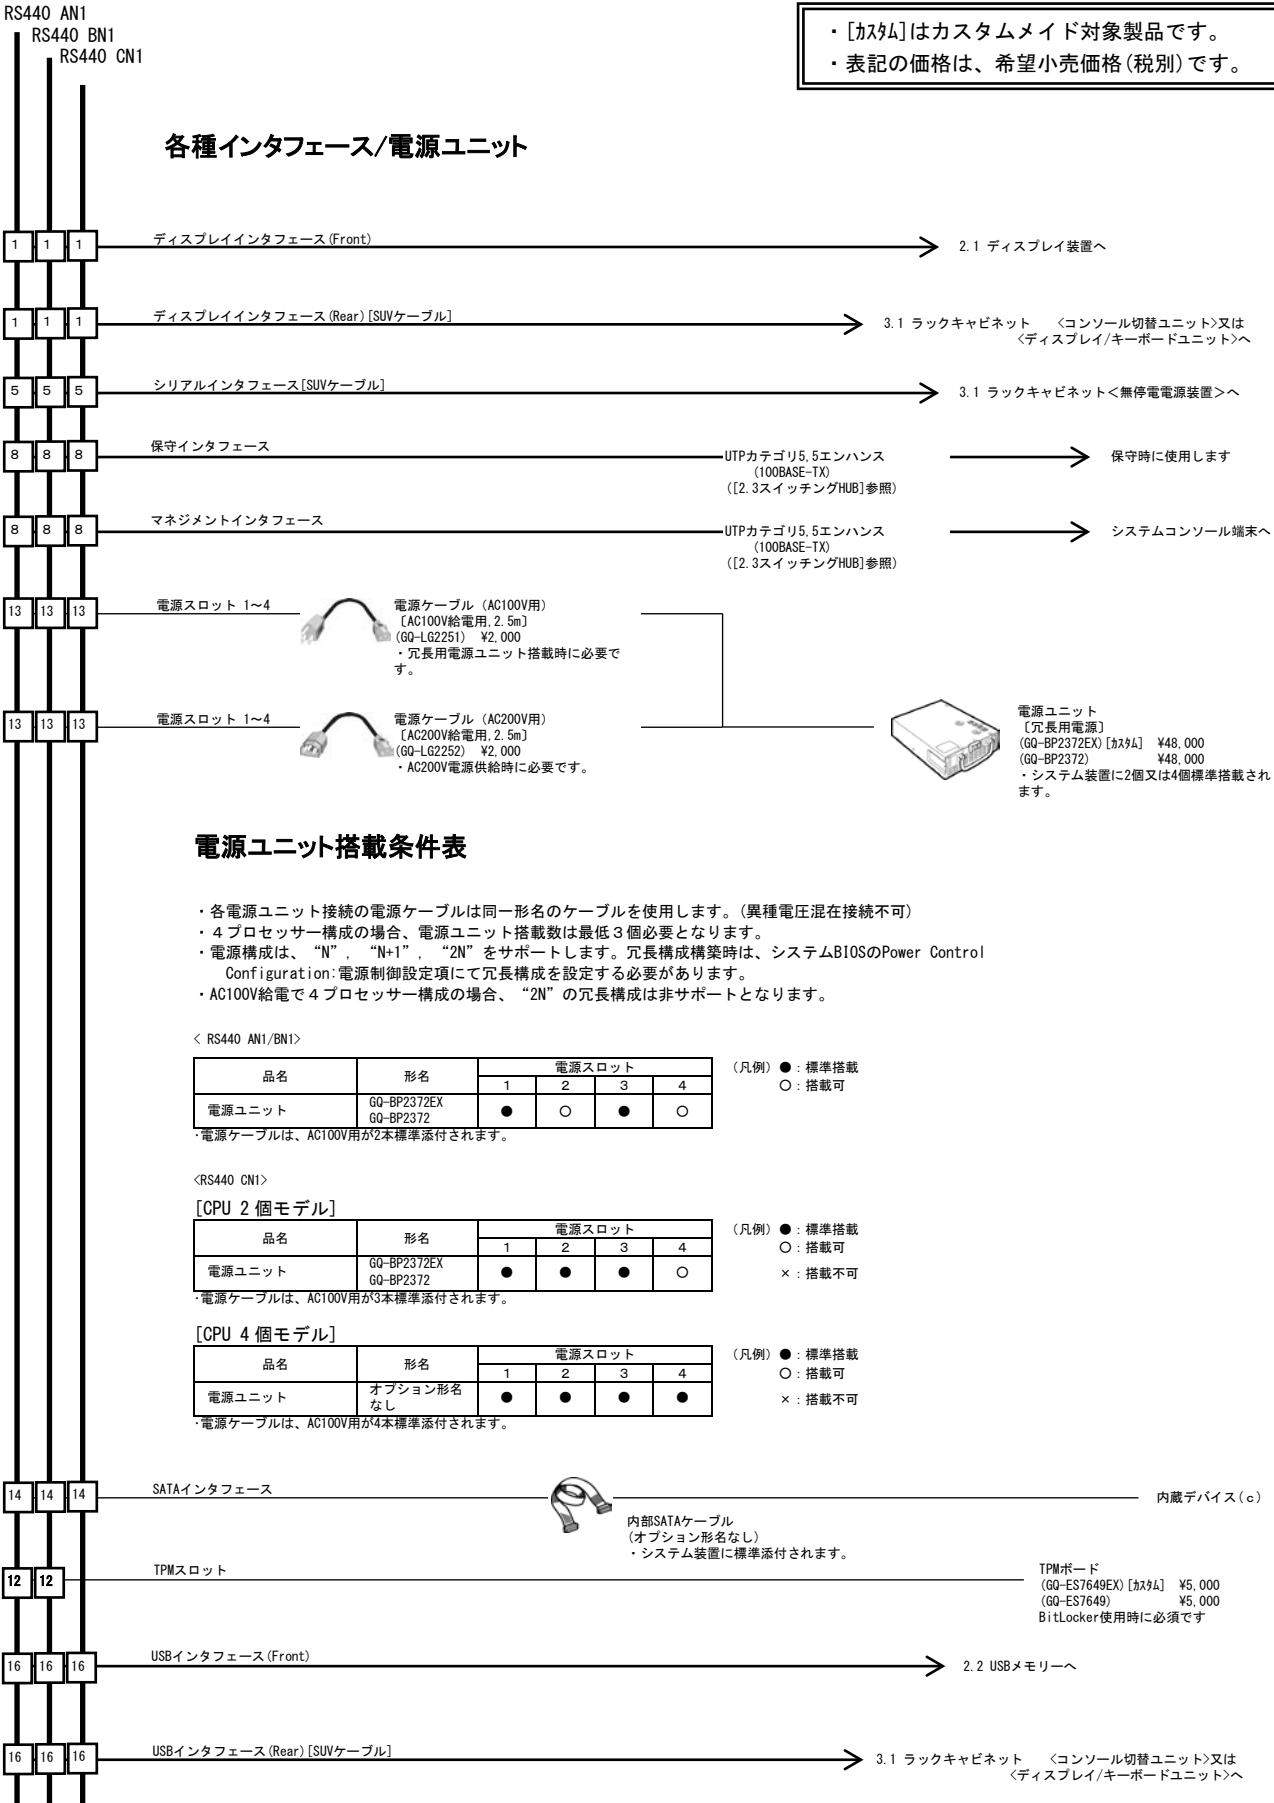 RS440 AN1
RS440 BN1
RS440 CN1
・[ｶｽﾀﾑ]はカスタムメイド対象製品です。
・表記の価格は、希望小売価格(税別)です。
各種インタフェース/電源ユニット
1 1 1 ディスプレイインタフェース(Front) 2.1 ディスプレイ装置へ
1 1 1 ディスプレイインタフェース(Rear)[SUVケーブル] 3.1 ラックキャビネット <コンソール切替ユニット>又は
<ディスプレイ/キーボードユニット>へ
5 5 5 シリアルインタフェース[SUVケーブル] 3.1 ラックキャビネット＜無停電電源装置＞へ
8 8 8 保守インタフェース UTPカテゴリ5,5エンハンス 保守時に使用します
(100BASE-TX)
([2.3スイッチングHUB]参照)
8 8 8 マネジメントインタフェース UTPカテゴリ5,5エンハンス システムコンソール端末へ
(100BASE-TX)
([2.3スイッチングHUB]参照)
13 13 13 電源スロット 1～4 電源ケーブル（AC100V用）
〔AC100V給電用,2.5m〕
(GQ-LG2251) ¥2,000
・冗長用電源ユニット搭載時に必要で
す。
13 13 13 電源スロット 1～4 電源ケーブル（AC200V用）
〔AC200V給電用,2.5m〕
(GQ-LG2252) ¥2,000
・AC200V電源供給時に必要です。
電源ユニット
〔冗長用電源〕
(GQ-BP2372EX)[ｶｽﾀﾑ] ¥48,000
(GQ-BP2372) ¥48,000
・システム装置に2個又は4個標準搭載され
ます。
電源ユニット搭載条件表
・各電源ユニット接続の電源ケーブルは同一形名のケーブルを使用します。(異種電圧混在接続不可)
・４プロセッサー構成の場合、電源ユニット搭載数は最低３個必要となります。
・電源構成は、“N”, “N+1”, “2N”をサポートします。冗長構成構築時は、システムBIOSのPower Control
Configuration:電源制御設定項にて冗長構成を設定する必要があります。
・AC100V給電で４プロセッサー構成の場合、“2N”の冗長構成は非サポートとなります。
< RS440 AN1/BN1>
品名 形名 電源スロット
1 2 3 4
電源ユニット GQ-BP2372EX
GQ-BP2372 ● ○ ● ○
（凡例）●：標準搭載
○：搭載可
・電源ケーブルは、AC100V用が2本標準添付されます。
<RS440 CN1>
[CPU 2 個モデル]
品名 形名 電源スロット
1 2 3 4
電源ユニット GQ-BP2372EX
GQ-BP2372 ● ● ● ○
（凡例）●：標準搭載
○：搭載可
×：搭載不可
・電源ケーブルは、AC100V用が3本標準添付されます。
[CPU 4 個モデル]
品名 形名 電源スロット
1 2 3 4
電源ユニット オプション形名
なし ● ● ● ●
（凡例）●：標準搭載
○：搭載可
×：搭載不可
・電源ケーブルは、AC100V用が4本標準添付されます。
14 14 14 SATAインタフェース 内蔵デバイス(ｃ)
内部SATAケーブル
(オプション形名なし)
・システム装置に標準添付されます。
12 12 TPMスロット TPMボード
(GQ-ES7649EX)[ｶｽﾀﾑ] ¥5,000
(GQ-ES7649) ¥5,000
BitLocker使用時に必須です
16 16 16 USBインタフェース(Front) 2.2 USBメモリーへ
16 16 16 USBインタフェース(Rear)[SUVケーブル] 3.1 ラックキャビネット <コンソール切替ユニット>又は
<ディスプレイ/キーボードユニット>へ